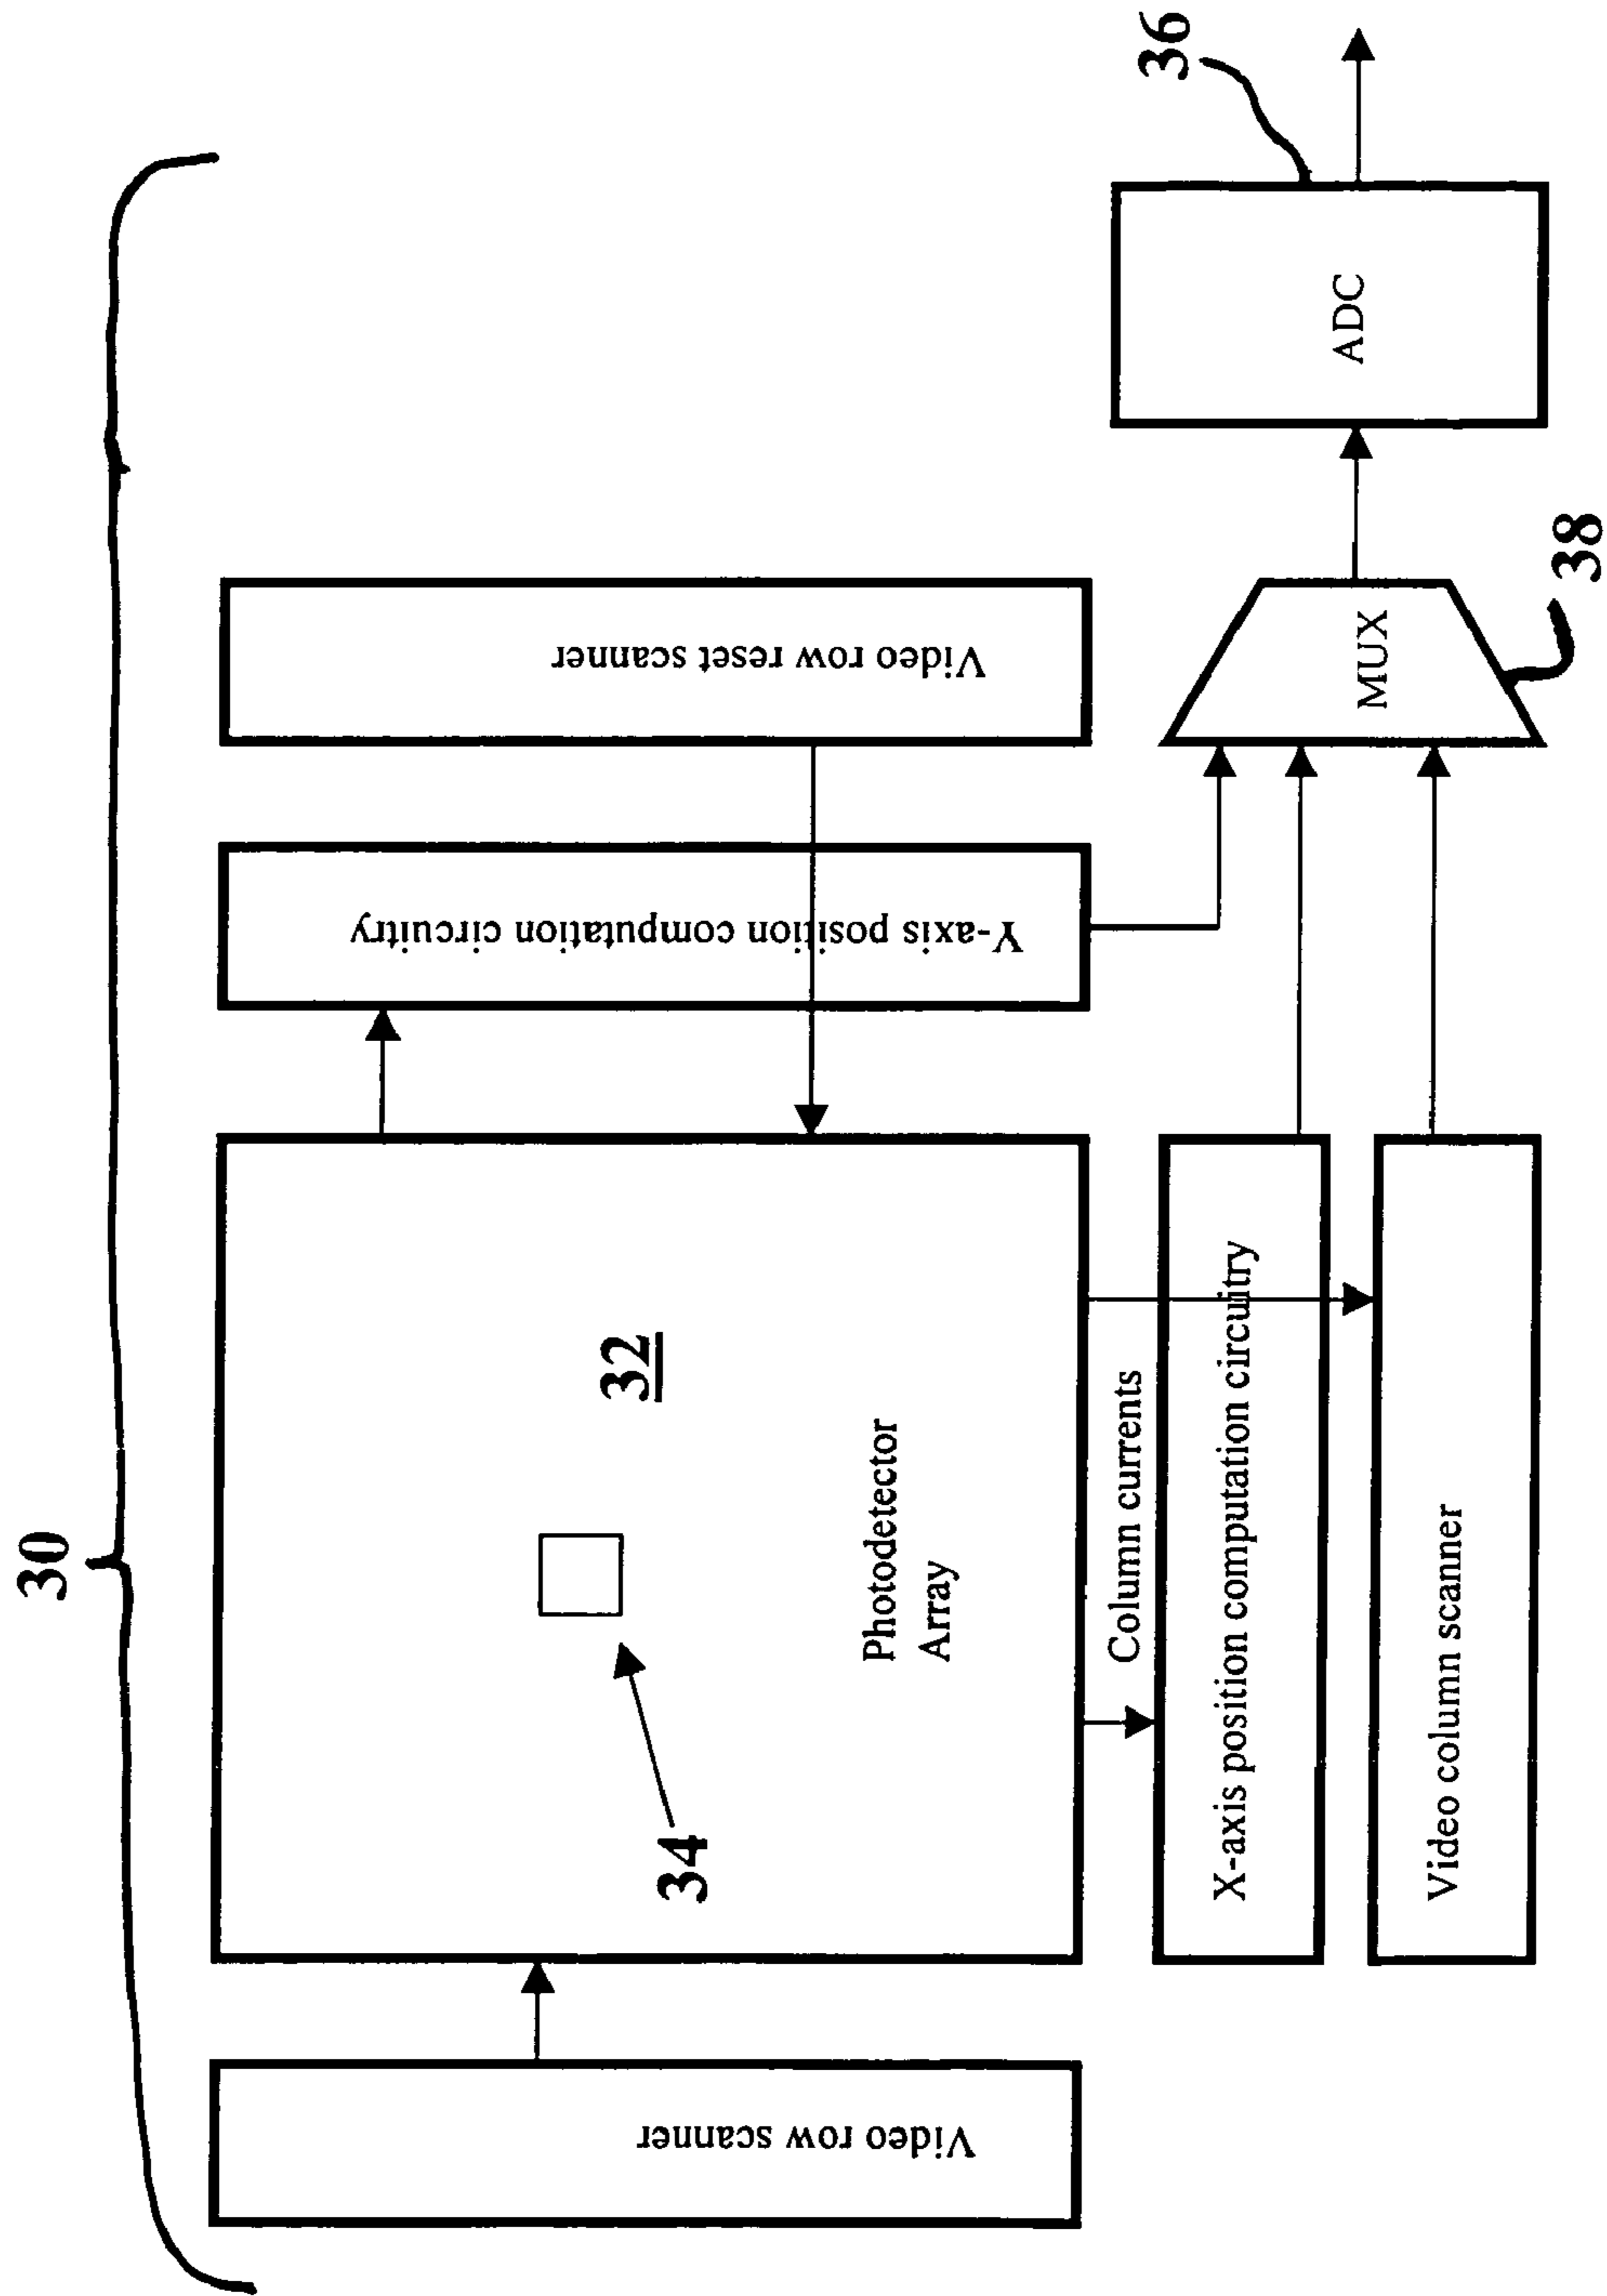 30
Video row scanner
34
32
Photodetector
Array
Column currents
X-axis position computation circuitry
Video column scanner
Y-axis position computation circuitry
Video row reset scanner
MUX
38
ADC
36